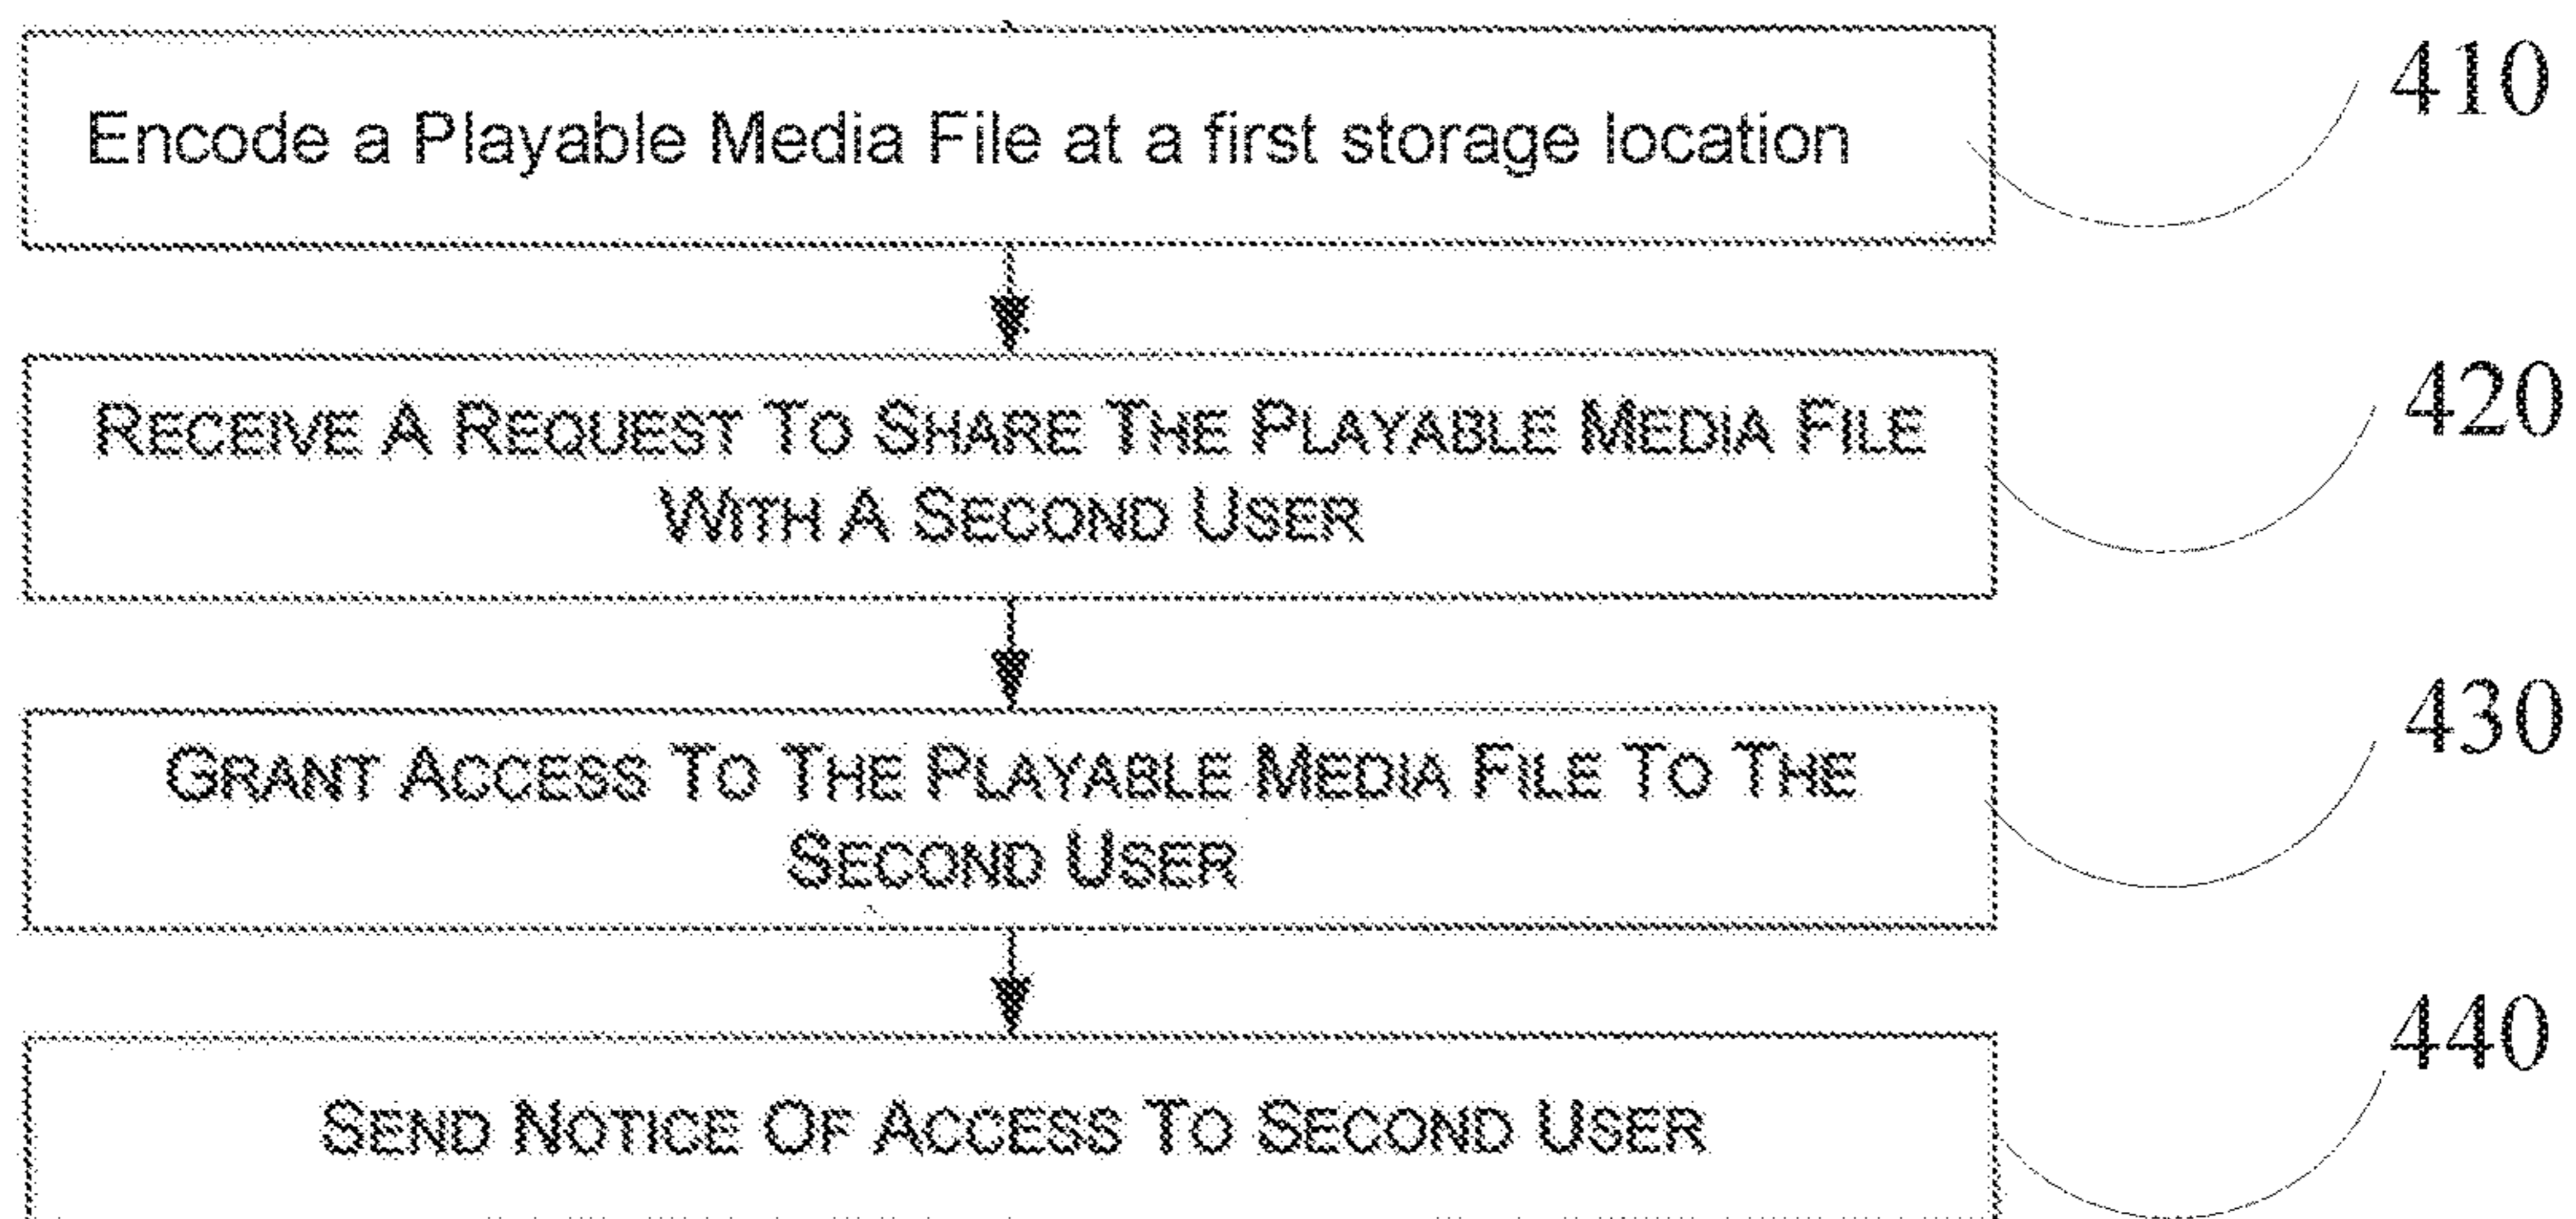 Encode a Playable Media File at a first storage location
410
RECEIVE A REQUEST TO SHARE THE PLAYABLE MEDIA FILE
WITH A SECOND USER
420
GRANT ACCESS TO THE PLAYABLE MEDIA FILE TO THE
SECOND USER
430
SEND NOTICE OF ACCESS TO SECOND USER
440